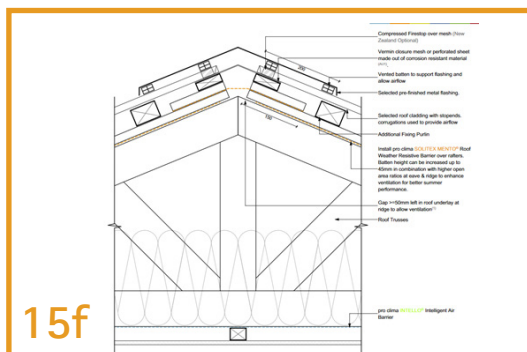 Compressed Firestop over mesh (New
Zealand Optional)
Vermin closure mesh or perforated sheet
made out of corrosion resistant material
Vented batten to support flashing and
allow airflow
Selected pre-finished metal flashing.
200
Selected roof cladding with stopends,
corrugations used to provide airflow
Additional Fixing Purlin
150
Install pro clima SOLITEX MENTO® Roof
Weather Resistive Barrier over rafters.
Batten height can be increased up to
45mm in combination with higher open
area ratios at eave & ridge to enhance
ventilation for better summer
performance.
Gap >=50mm left in roof underlay at
ridge to allow ventilation
Roof Trusses
pro clima INTELLO® Intelligent Air
Barrier
15f